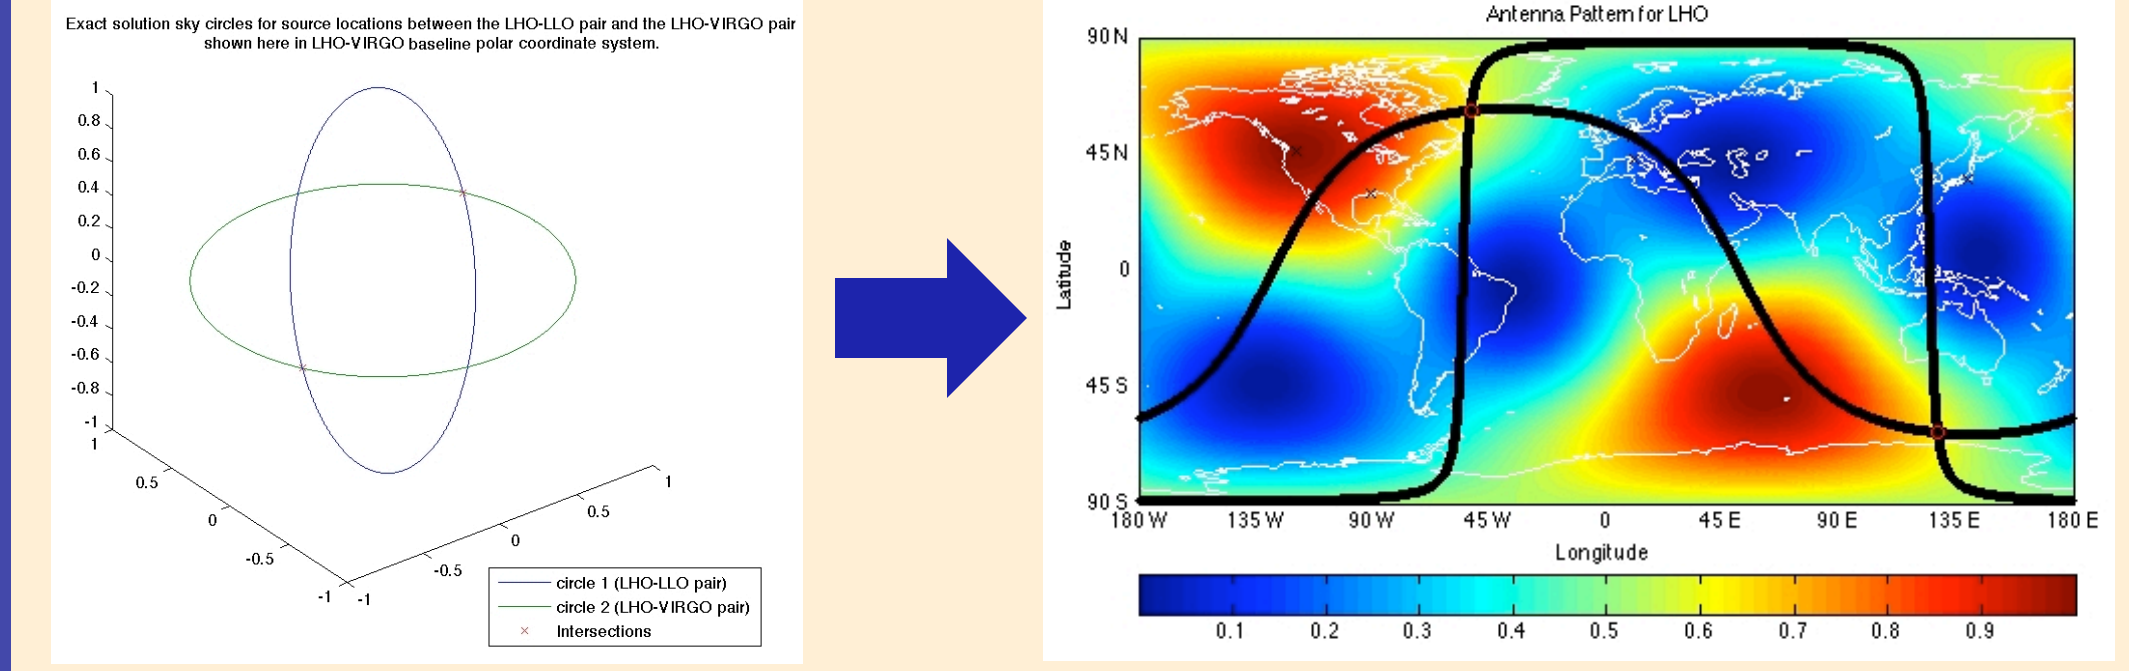 Exact solution sky circles for source locations between the LHO-LLO pair and the LHO-VIRGO pair
shown here in LHO-VIRGO baseline polar coordinate system.
1
0.8
0.6
0.4
0.2
0
-0.2
-0.4
-0.6
-0.8
-1
1
0.5
0
-0.5
-1
-1
-0.5
0
0.5
1
circle 1 (LHO-LLO pair)
circle 2 (LHO-VIRGO pair)
Intersections
Antenna Pattern for LHO
90 N
45 N
0
45 S
90 S
Latitude
180 W 135 W 90 W 45 W 0 45 E 90 E 135 E 180 E
Longitude
0.1 0.2 0.3 0.4 0.5 0.6 0.7 0.8 0.9